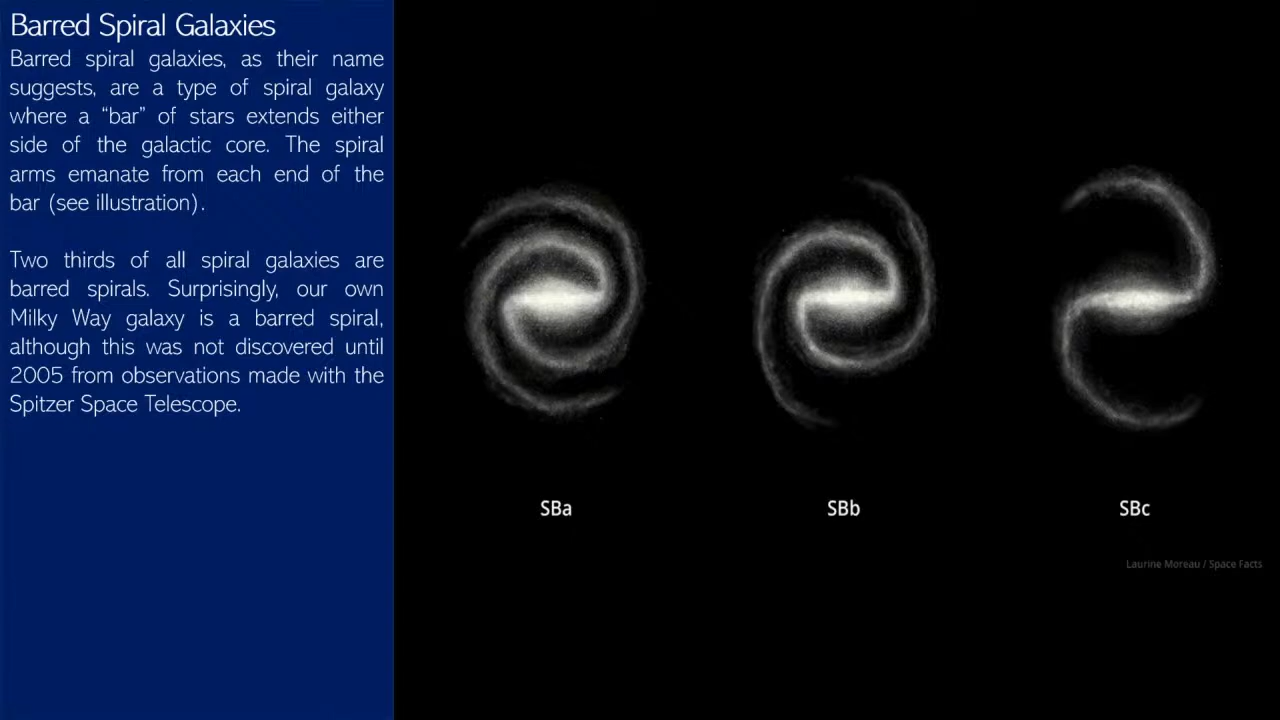 Barred Spiral Galaxies
Barred spiral galaxies, as their name
suggests, are a type of spiral galaxy
where a “bar” of stars extends either
side of the galactic core. The spiral
arms emanate from each end of the
bar (see illustration).
Two thirds of all spiral galaxies are
barred spirals. Surprisingly, our own
Milky Way galaxy is a barred spiral,
although this was not discovered until
2005 from observations made with the
Spitzer Space Telescope.
SBa
SBb
SBc
Laurine Moreau / Space Facts